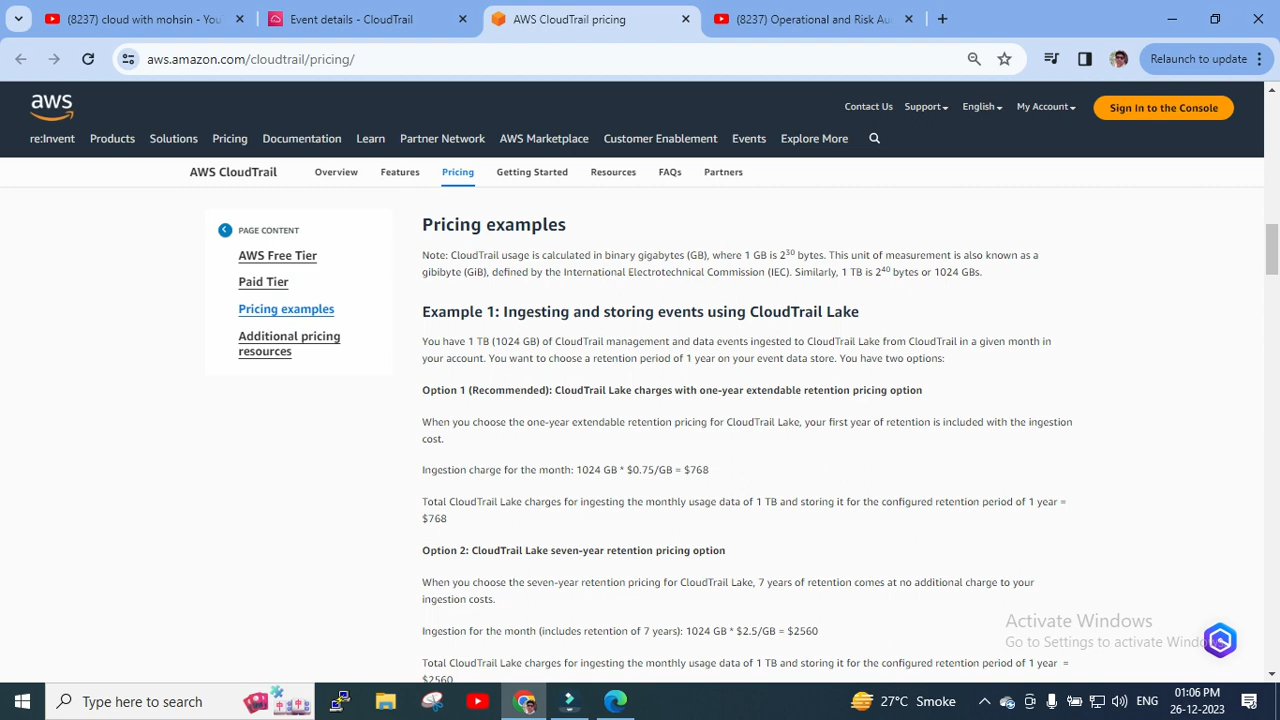 (8237) cloud with mohsin - You
Event details - CloudTrail
AWS CloudTrail pricing
(8237) Operational and Risk Au
aws.amazon.com/cloudtrail/pricing/
Relaunch to update
aws
Contact Us
Support
English
My Account
Sign In to the Console
re:Invent
Products
Solutions
Pricing
Documentation
Learn
Partner Network
AWS Marketplace
Customer Enablement
Events
Explore More
AWS CloudTrail
Overview
Features
Pricing
Getting Started
Resources
FAQs
Partners
PAGE CONTENT
AWS Free Tier
Paid Tier
Pricing examples
Additional pricing
resources
Pricing examples
Note: CloudTrail usage is calculated in binary gigabytes (GB), where 1 GB is 2³⁰ bytes. This unit of measurement is also known as a
gibibyte (GiB), defined by the International Electrotechnical Commission (IEC). Similarly, 1 TB is 2⁴⁰ bytes or 1024 GBs.
Example 1: Ingesting and storing events using CloudTrail Lake
You have 1 TB (1024 GB) of CloudTrail management and data events ingested to CloudTrail Lake from CloudTrail in a given month in
your account. You want to choose a retention period of 1 year on your event data store. You have two options:
Option 1 (Recommended): CloudTrail Lake charges with one-year extendable retention pricing option
When you choose the one-year extendable retention pricing for CloudTrail Lake, your first year of retention is included with the ingestion
cost.
Ingestion charge for the month: 1024 GB * $0.75/GB = $768
Total CloudTrail Lake charges for ingesting the monthly usage data of 1 TB and storing it for the configured retention period of 1 year =
$768
Option 2: CloudTrail Lake seven-year retention pricing option
When you choose the seven-year retention pricing for CloudTrail Lake, 7 years of retention comes at no additional charge to your
ingestion costs.
Ingestion for the month (includes retention of 7 years): 1024 GB * $2.5/GB = $2560
Total CloudTrail Lake charges for ingesting the monthly usage data of 1 TB and storing it for the configured retention period of 1 year =
$2560
Activate Windows
Go to Settings to activate Windows.
Type here to search
27°C Smoke
ENG
01:06 PM
26-12-2023